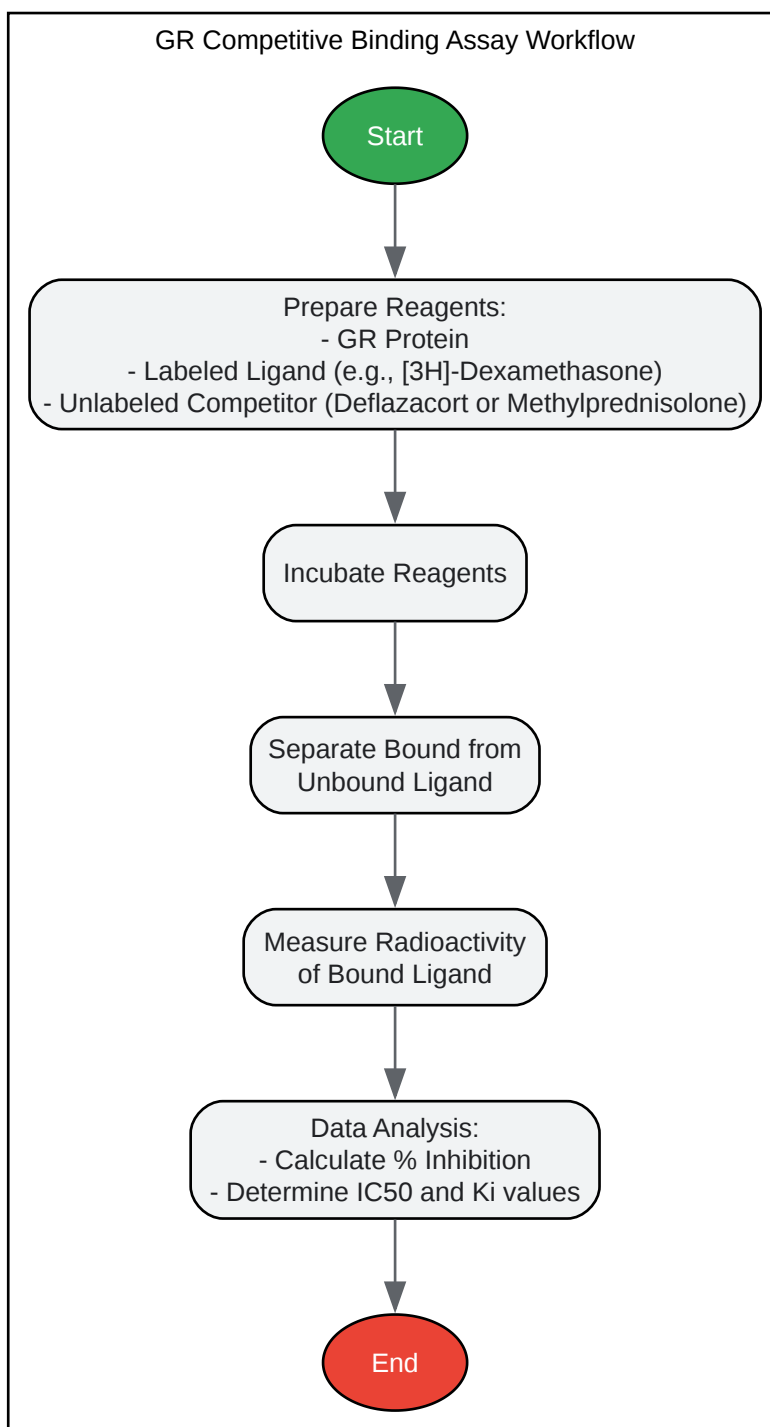 GR Competitive Binding Assay Workflow
Start
Prepare Reagents:
- GR Protein
- Labeled Ligand (e.g., [3H]-Dexamethasone)
- Unlabeled Competitor (Deflazacort or Methylprednisolone)
Incubate Reagents
Separate Bound from
Unbound Ligand
Measure Radioactivity
of Bound Ligand
Data Analysis:
- Calculate % Inhibition
- Determine IC50 and Ki values
End